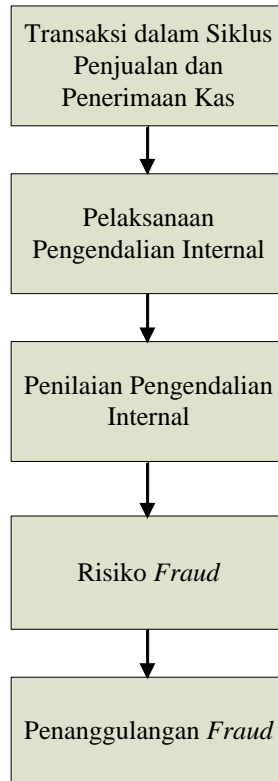 Transaksi dalam Siklus
Penjualan dan
Penerimaan Kas
Pelaksanaan
Pengendalian Internal
Penilaian Pengendalian
Internal
Risiko Fraud
Penanggulangan Fraud